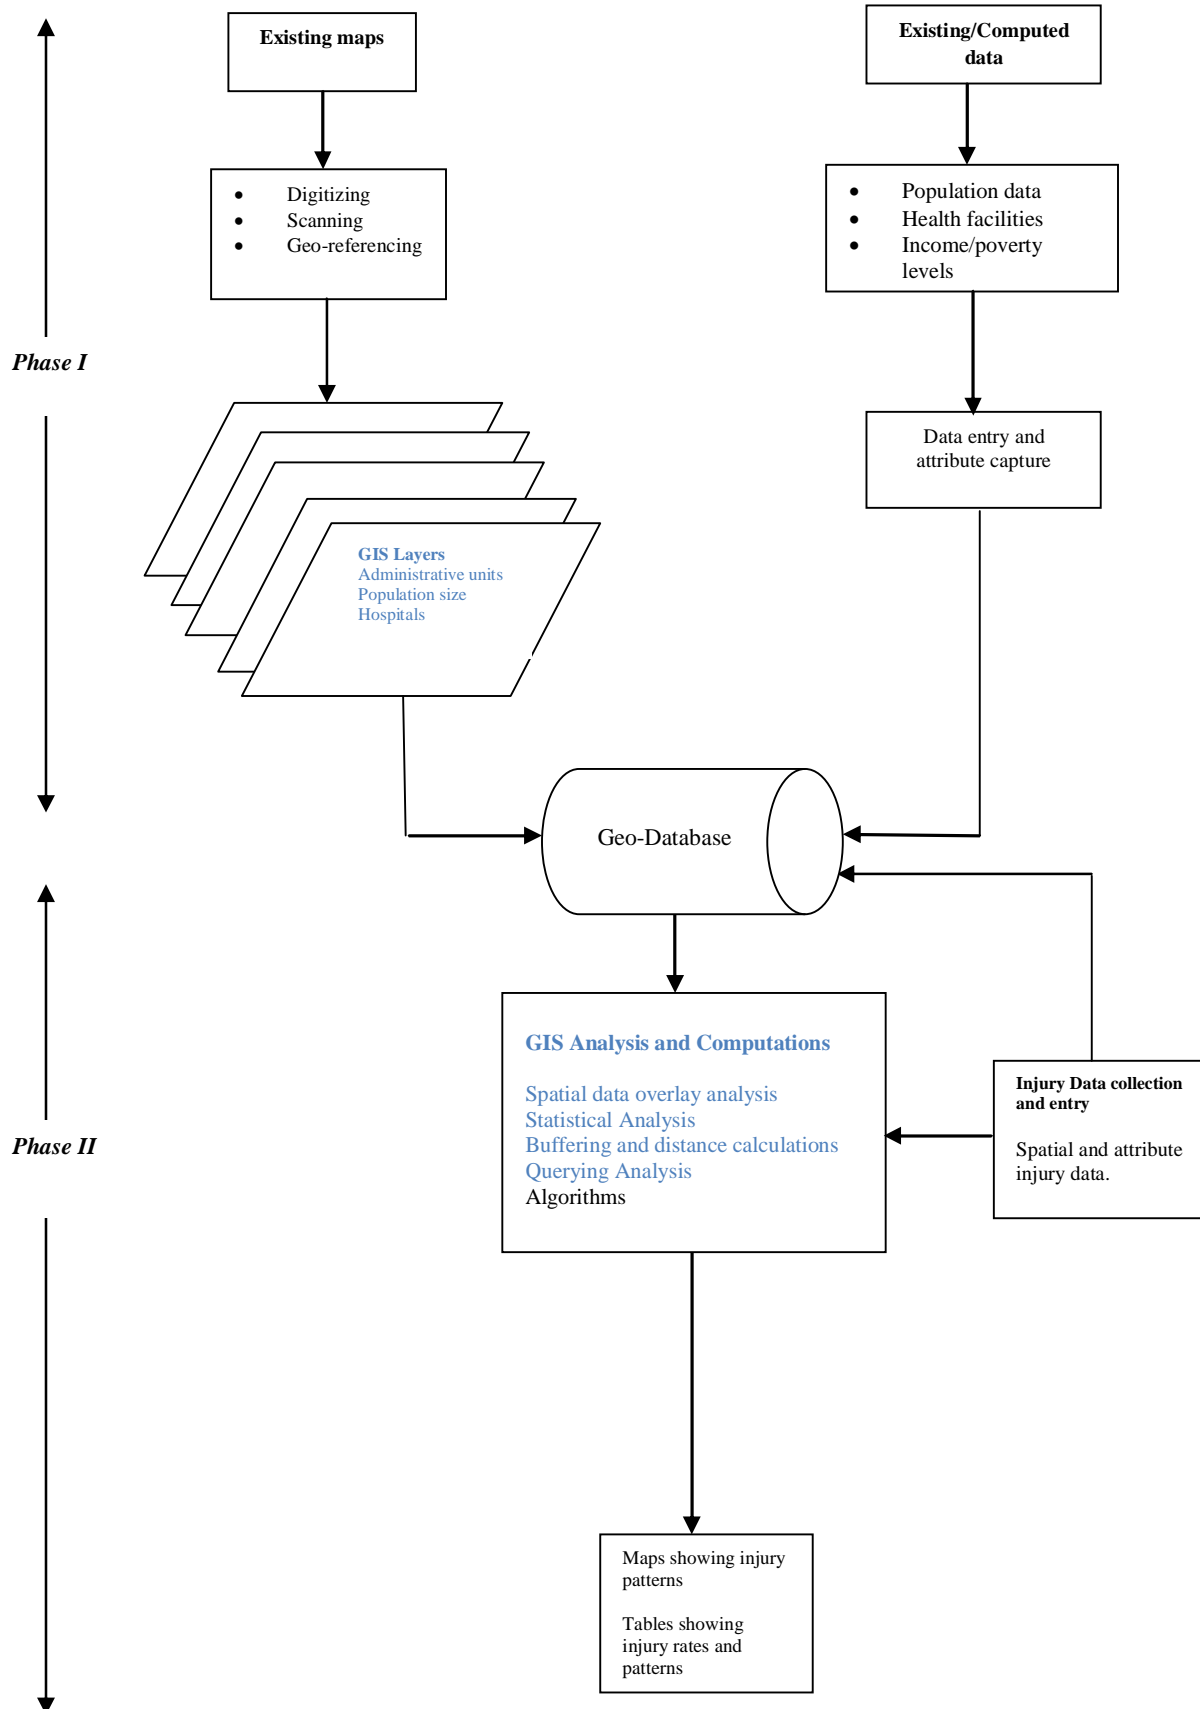 Existing maps
Existing/Computed
data
• Digitizing
• Scanning
• Geo-referencing
• Population data
• Health facilities
• Income/poverty
levels
Phase I
Data entry and
attribute capture
GIS Layers
Administrative units
Population size
Hospitals
Geo-Database
GIS Analysis and Computations
Spatial data overlay analysis
Statistical Analysis
Buffering and distance calculations
Querying Analysis
Algorithms
Injury Data collection
and entry
Spatial and attribute
injury data.
Phase II
Maps showing injury
patterns
Tables showing
injury rates and
patterns